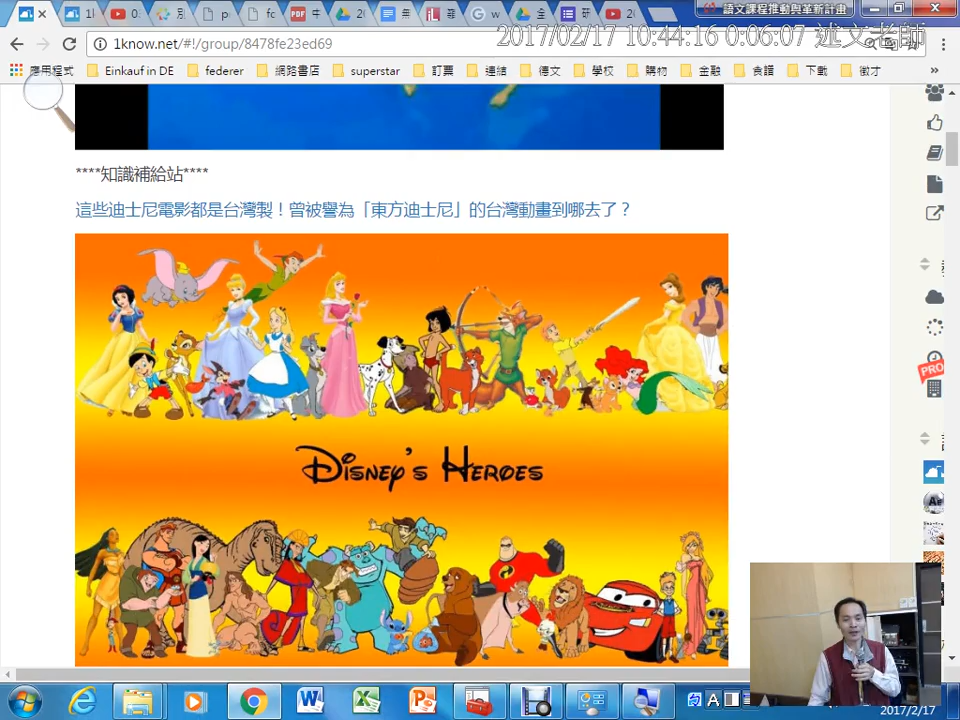 語文課程推動與革新計畫
1know.net/#!/group/8478fe23ed69
2017/02/17 10:44:16 0:06:07 述文老師
應用程式 Einkauf in DE federer 網路書店 superstar 訂票 連結 德文 學校 購物 金融 食譜 下載 徵才 »
****知識補給站****
這些迪士尼電影都是台灣製！曾被譽為「東方迪士尼」的台灣動畫到哪去了？
DISNEY'S HEROES
PRO
2017/2/17